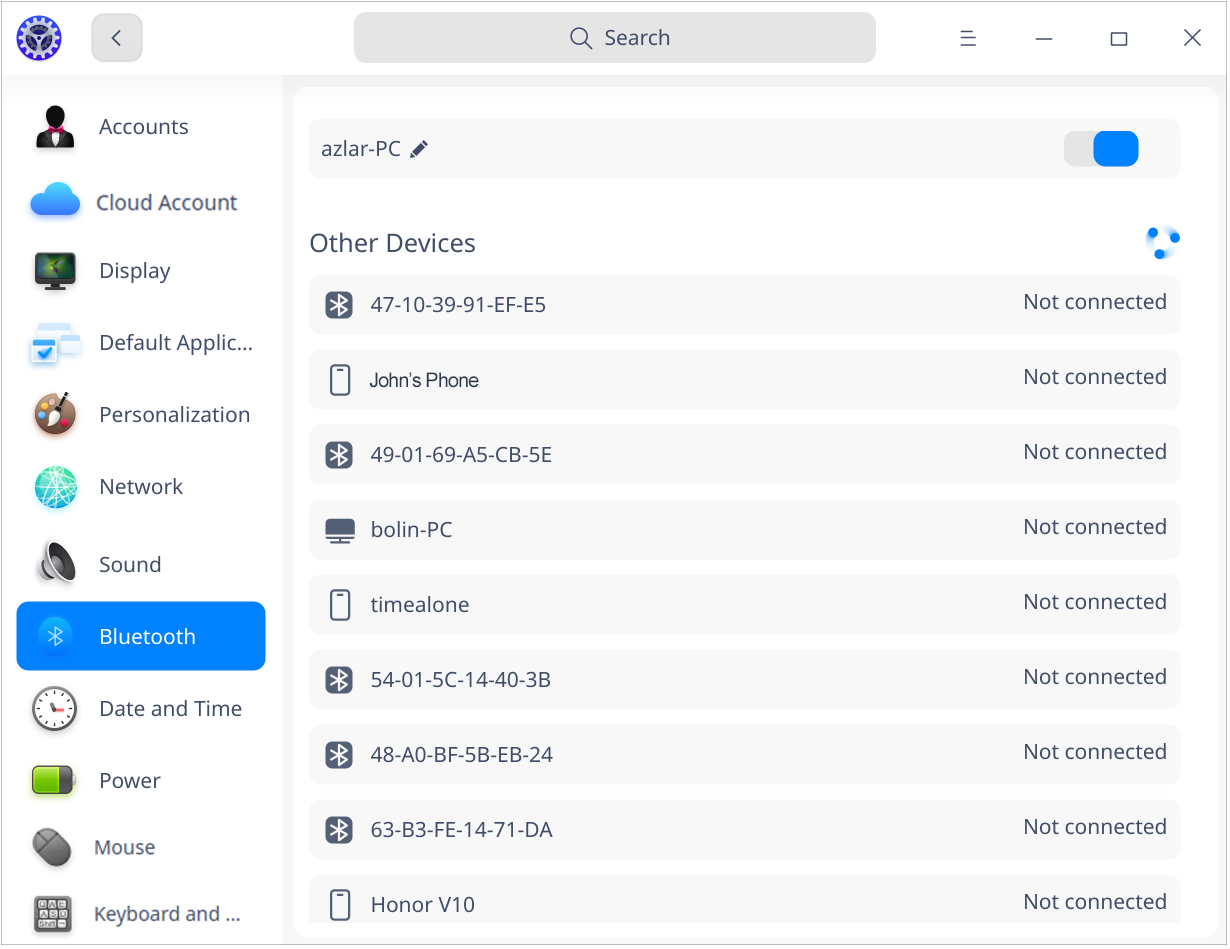 Search
Accounts
Cloud Account
Display
Default Applic...
Personalization
Network
Sound
Bluetooth
Date and Time
Power
Mouse
Keyboard and ...
azlar-PC
Other Devices
47-10-39-91-EF-E5 Not connected
John's Phone Not connected
49-01-69-A5-CB-5E Not connected
bolin-PC Not connected
timealone Not connected
54-01-5C-14-40-3B Not connected
48-A0-BF-5B-EB-24 Not connected
63-B3-FE-14-71-DA Not connected
Honor V10 Not connected